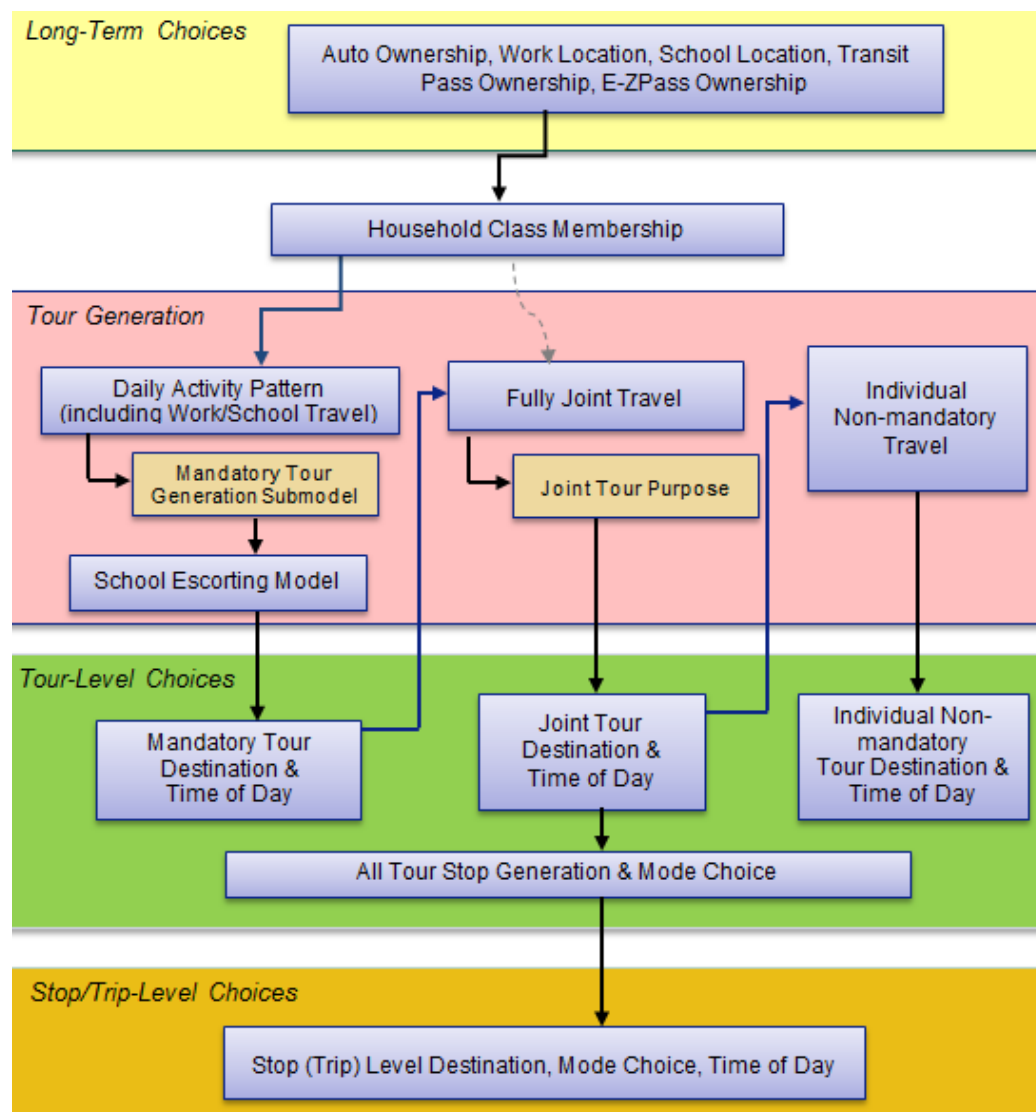 Long-Term Choices
Auto Ownership, Work Location, School Location, Transit
Pass Ownership, E-ZPass Ownership
Household Class Membership
Tour Generation
Daily Activity Pattern
(including Work/School Travel)
Fully Joint Travel
Individual
Non-mandatory
Travel
Mandatory Tour
Generation Submodel
Joint Tour Purpose
School Escorting Model
Tour-Level Choices
Mandatory Tour
Destination &
Time of Day
Joint Tour
Destination &
Time of Day
Individual Non-
mandatory
Tour Destination &
Time of Day
All Tour Stop Generation & Mode Choice
Stop/Trip-Level Choices
Stop (Trip) Level Destination, Mode Choice, Time of Day